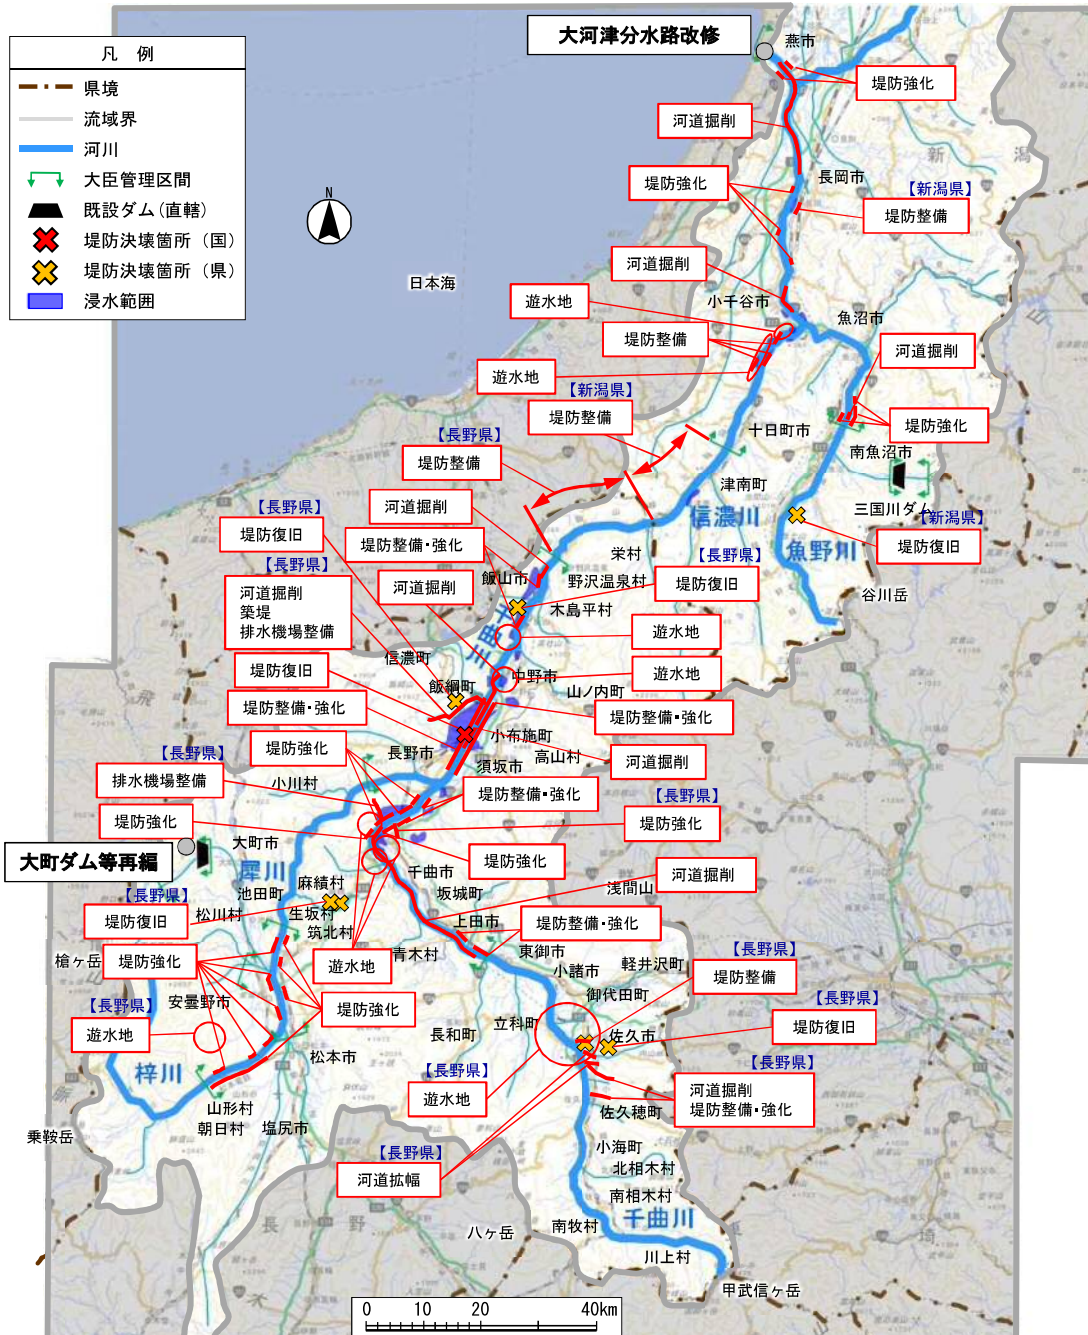 大河津分水路改修
燕市
凡 例
県境
流域界
河川
大臣管理区間
既設ダム(直轄)
堤防決壊箇所（国）
堤防決壊箇所（県）
浸水範囲
N
日本海
堤防強化
河道掘削
新
潟
長岡市
堤防強化
【新潟県】
堤防整備
河道掘削
小千谷市
遊水地
魚沼市
堤防整備
河道掘削
遊水地
【新潟県】
堤防整備
堤防強化
十日町市
南魚沼市
【長野県】
堤防整備
津南町
三国川ダム
信濃川
【新潟県】
堤防復旧
魚野川
谷川岳
河道掘削
【長野県】
堤防復旧
堤防整備・強化
栄村
野沢温泉村
【長野県】
堤防復旧
飯山市
木島平村
河道掘削
【長野県】
河道掘削
築堤
排水機場整備
千曲川
遊水地
信濃町
中野市
遊水地
堤防復旧
飯綱町
山ノ内町
堤防整備・強化
堤防整備・強化
小布施町
高山村
河道掘削
長野市
須坂市
堤防強化
【長野県】
排水機場整備
小川村
堤防整備・強化
【長野県】
堤防強化
堤防強化
大町市
大町ダム等再編
犀川
堤防強化
千曲市
坂城町
浅間山
河道掘削
群
麻績村
池田町
【長野県】
堤防復旧
松川村
生坂村
筑北村
上田市
堤防整備・強化
青木村
東御市
遊水地
槍ヶ岳
堤防強化
小諸市
軽井沢町
【長野県】
堤防整備
御代田町
安曇野市
堤防強化
【長野県】
遊水地
立科町
佐久市
【長野県】
堤防復旧
長和町
松本市
梓川
【長野県】
遊水地
【長野県】
河道掘削
堤防整備・強化
山形村
朝日村
塩尻市
佐久穂町
乗鞍岳
小海町
【長野県】
河道拡幅
北相木村
南相木村
千曲川
長
野
八ヶ岳
南牧村
埼
川上村
甲武信ヶ岳
0 10 20 40km